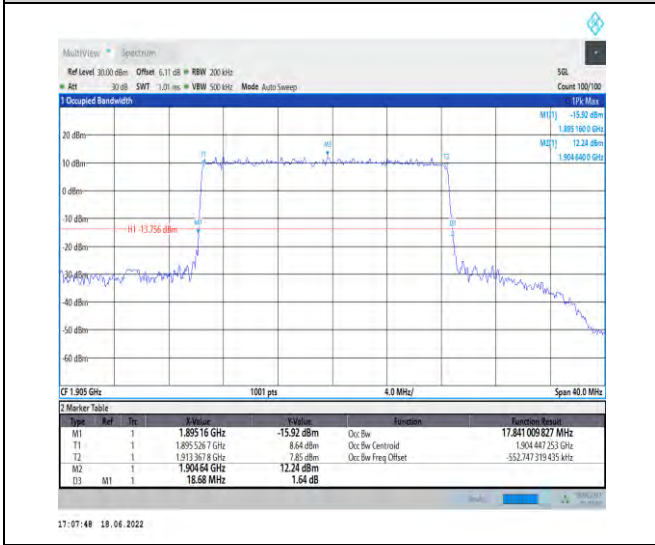 MultiView Spectrum
Ref Level 30.00 dBm Offset 6.11 dB RBW 200 kHz SGL
Att 30 dB SWT 1.01 ms VBW 500 kHz Mode Auto Sweep Count 100/100
1 Occupied Bandwidth 1Pk Max
M1[1] -15.92 dBm
1.895 160 0 GHz
M2[1] 12.24 dBm
1.904 640 0 GHz
20 dBm
M2
T1 T2
10 dBm
0 dBm
-10 dBm
M1 D3
H1 -13.756 dBm
-20 dBm
-30 dBm
-40 dBm
-50 dBm
-60 dBm
CF 1.905 GHz 1001 pts 4.0 MHz/ Span 40.0 MHz
2 Marker Table
Type Ref Trc X-Value Y-Value Function Function Result
M1 1 1.89516 GHz -15.92 dBm Occ Bw 17.841 009 827 MHz
T1 1 1.895 526 7 GHz 8.64 dBm Occ Bw Centroid 1.904 447 253 GHz
T2 1 1.913 367 8 GHz 7.85 dBm Occ Bw Freq Offset -552.747 319 435 kHz
M2 1 1.90464 GHz 12.24 dBm
D3 M1 1 18.68 MHz 1.64 dB
17:07:48 18.06.2022